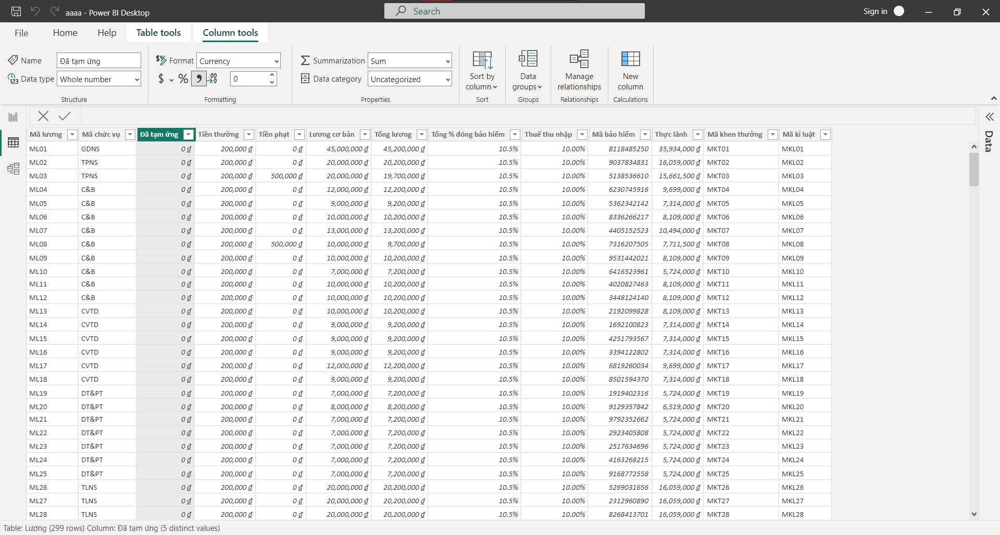 aaaa - Power BI Desktop
Search
Sign in
File Home Help Table tools Column tools
Name Đã tạm ứng
Data type Whole number
Structure
$% Format Currency
$ % , .00 0
Formatting
Summarization Sum
Data category Uncategorized
Properties
Sort by column
Sort
Data groups
Groups
Manage relationships
Relationships
New column
Calculations
Data
Mã lương Mã chức vụ Đã tạm ứng Tiền thưởng Tiền phạt Lương cơ bản Tổng lương Tổng % đóng bảo hiểm Thuế thu nhập Mã bảo hiểm Thực lãnh Mã khen thưởng Mã kỉ luật
ML01 GDNS 0 ₫ 200,000 ₫ 0 ₫ 45,000,000 ₫ 45,200,000 ₫ 10.5% 10.00% 8118485250 35,934,000 ₫ MKT01 MKL01
ML02 TPNS 0 ₫ 200,000 ₫ 0 ₫ 20,000,000 ₫ 20,200,000 ₫ 10.5% 10.00% 9037834831 16,059,000 ₫ MKT02 MKL02
ML03 TPNS 0 ₫ 200,000 ₫ 500,000 ₫ 20,000,000 ₫ 19,700,000 ₫ 10.5% 10.00% 5138536610 15,661,500 ₫ MKT03 MKL03
ML04 C&B 0 ₫ 200,000 ₫ 0 ₫ 12,000,000 ₫ 12,200,000 ₫ 10.5% 10.00% 6230745916 9,699,000 ₫ MKT04 MKL04
ML05 C&B 0 ₫ 200,000 ₫ 0 ₫ 9,000,000 ₫ 9,200,000 ₫ 10.5% 10.00% 5362342142 7,314,000 ₫ MKT05 MKL05
ML06 C&B 0 ₫ 200,000 ₫ 0 ₫ 10,000,000 ₫ 10,200,000 ₫ 10.5% 10.00% 8336266217 8,109,000 ₫ MKT06 MKL06
ML07 C&B 0 ₫ 200,000 ₫ 0 ₫ 13,000,000 ₫ 13,200,000 ₫ 10.5% 10.00% 4405152523 10,494,000 ₫ MKT07 MKL07
ML08 C&B 0 ₫ 200,000 ₫ 500,000 ₫ 10,000,000 ₫ 9,700,000 ₫ 10.5% 10.00% 7316207505 7,711,500 ₫ MKT08 MKL08
ML09 C&B 0 ₫ 200,000 ₫ 0 ₫ 10,000,000 ₫ 10,200,000 ₫ 10.5% 10.00% 9531442021 8,109,000 ₫ MKT09 MKL09
ML10 C&B 0 ₫ 200,000 ₫ 0 ₫ 7,000,000 ₫ 7,200,000 ₫ 10.5% 10.00% 6416523961 5,724,000 ₫ MKT10 MKL10
ML11 C&B 0 ₫ 200,000 ₫ 0 ₫ 10,000,000 ₫ 10,200,000 ₫ 10.5% 10.00% 4020827463 8,109,000 ₫ MKT11 MKL11
ML12 C&B 0 ₫ 200,000 ₫ 0 ₫ 10,000,000 ₫ 10,200,000 ₫ 10.5% 10.00% 3448124140 8,109,000 ₫ MKT12 MKL12
ML13 CVTD 0 ₫ 200,000 ₫ 0 ₫ 10,000,000 ₫ 10,200,000 ₫ 10.5% 10.00% 2192099828 8,109,000 ₫ MKT13 MKL13
ML14 CVTD 0 ₫ 200,000 ₫ 0 ₫ 9,000,000 ₫ 9,200,000 ₫ 10.5% 10.00% 1692100823 7,314,000 ₫ MKT14 MKL14
ML15 CVTD 0 ₫ 200,000 ₫ 0 ₫ 9,000,000 ₫ 9,200,000 ₫ 10.5% 10.00% 4251793567 7,314,000 ₫ MKT15 MKL15
ML16 CVTD 0 ₫ 200,000 ₫ 0 ₫ 9,000,000 ₫ 9,200,000 ₫ 10.5% 10.00% 3394122802 7,314,000 ₫ MKT16 MKL16
ML17 CVTD 0 ₫ 200,000 ₫ 0 ₫ 12,000,000 ₫ 12,200,000 ₫ 10.5% 10.00% 6819260034 9,699,000 ₫ MKT17 MKL17
ML18 CVTD 0 ₫ 200,000 ₫ 0 ₫ 9,000,000 ₫ 9,200,000 ₫ 10.5% 10.00% 8501594370 7,314,000 ₫ MKT18 MKL18
ML19 DT&PT 0 ₫ 200,000 ₫ 0 ₫ 7,000,000 ₫ 7,200,000 ₫ 10.5% 10.00% 1919402316 5,724,000 ₫ MKT19 MKL19
ML20 DT&PT 0 ₫ 200,000 ₫ 0 ₫ 8,000,000 ₫ 8,200,000 ₫ 10.5% 10.00% 9129357842 6,519,000 ₫ MKT20 MKL20
ML21 DT&PT 0 ₫ 200,000 ₫ 0 ₫ 7,000,000 ₫ 7,200,000 ₫ 10.5% 10.00% 9792352662 5,724,000 ₫ MKT21 MKL21
ML22 DT&PT 0 ₫ 200,000 ₫ 0 ₫ 7,000,000 ₫ 7,200,000 ₫ 10.5% 10.00% 2923405808 5,724,000 ₫ MKT22 MKL22
ML23 DT&PT 0 ₫ 200,000 ₫ 0 ₫ 7,000,000 ₫ 7,200,000 ₫ 10.5% 10.00% 2517634696 5,724,000 ₫ MKT23 MKL23
ML24 DT&PT 0 ₫ 200,000 ₫ 0 ₫ 7,000,000 ₫ 7,200,000 ₫ 10.5% 10.00% 4163268215 5,724,000 ₫ MKT24 MKL24
ML25 DT&PT 0 ₫ 200,000 ₫ 0 ₫ 7,000,000 ₫ 7,200,000 ₫ 10.5% 10.00% 9168772558 5,724,000 ₫ MKT25 MKL25
ML26 TLNS 0 ₫ 200,000 ₫ 0 ₫ 20,000,000 ₫ 20,200,000 ₫ 10.5% 10.00% 5269031656 16,059,000 ₫ MKT26 MKL26
ML27 TLNS 0 ₫ 200,000 ₫ 0 ₫ 20,000,000 ₫ 20,200,000 ₫ 10.5% 10.00% 2312960890 16,059,000 ₫ MKT27 MKL27
ML28 TLNS 0 ₫ 200,000 ₫ 0 ₫ 20,000,000 ₫ 20,200,000 ₫ 10.5% 10.00% 8268413701 16,059,000 ₫ MKT28 MKL28
Table: Lương (299 rows) Column: Đã tạm ứng (5 distinct values)